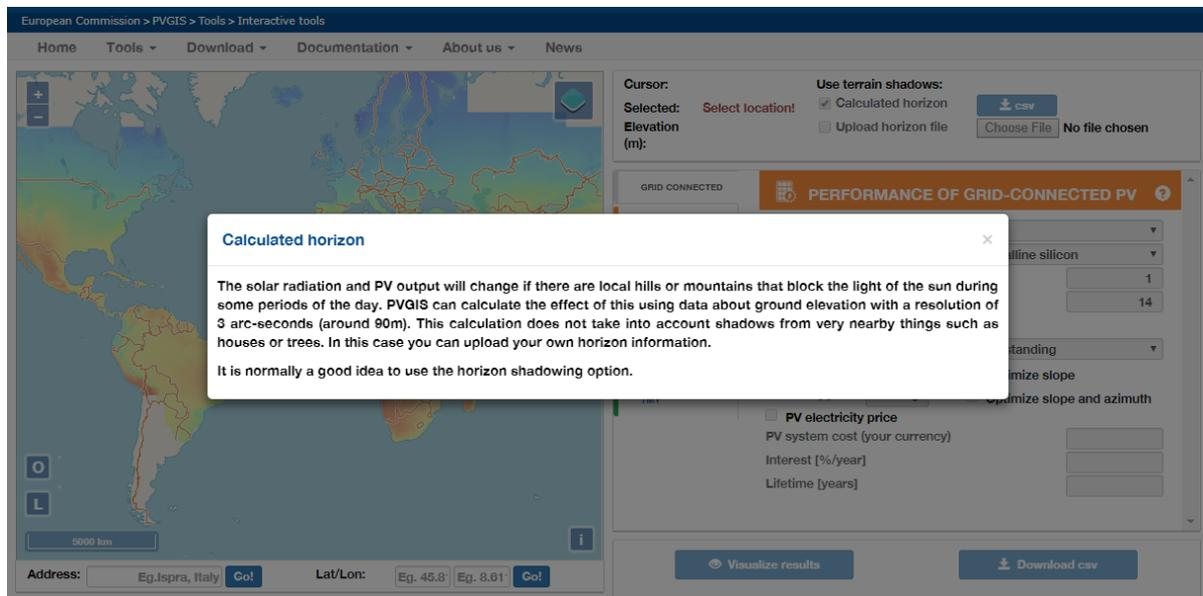 European Commission > PVGIS > Tools > Interactive tools
Home Tools Download Documentation About us News
+
−
Cursor:
Selected: Select location!
Elevation (m):
Use terrain shadows:
Calculated horizon
csv
Upload horizon file
Choose File No file chosen
GRID CONNECTED
PERFORMANCE OF GRID-CONNECTED PV ?
Calculated horizon ×
The solar radiation and PV output will change if there are local hills or mountains that block the light of the sun during
some periods of the day. PVGIS can calculate the effect of this using data about ground elevation with a resolution of
3 arc-seconds (around 90m). This calculation does not take into account shadows from very nearby things such as
houses or trees. In this case you can upload your own horizon information.
It is normally a good idea to use the horizon shadowing option.
silicon
1
14
standing
slope
Optimize slope and azimuth
PV electricity price
PV system cost (your currency)
Interest [%/year]
Lifetime [years]
O
L
5000 km
i
Address: Eg.Ispra, Italy Go! Lat/Lon: Eg. 45.8 Eg. 8.61 Go!
Visualize results
Download csv